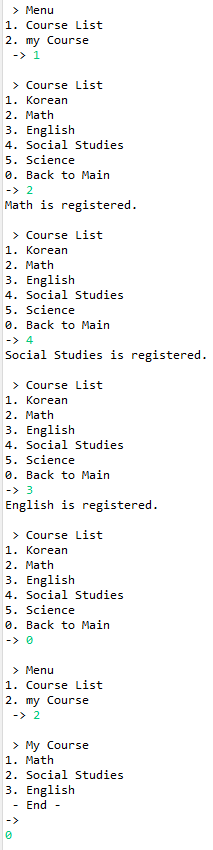 > Menu
1. Course List
2. my Course
-> 1
> Course List
1. Korean
2. Math
3. English
4. Social Studies
5. Science
0. Back to Main
-> 2
Math is registered.
> Course List
1. Korean
2. Math
3. English
4. Social Studies
5. Science
0. Back to Main
-> 4
Social Studies is registered.
> Course List
1. Korean
2. Math
3. English
4. Social Studies
5. Science
0. Back to Main
-> 3
English is registered.
> Course List
1. Korean
2. Math
3. English
4. Social Studies
5. Science
0. Back to Main
-> 0
> Menu
1. Course List
2. my Course
-> 2
> My Course
1. Math
2. Social Studies
3. English
- End -
->
0